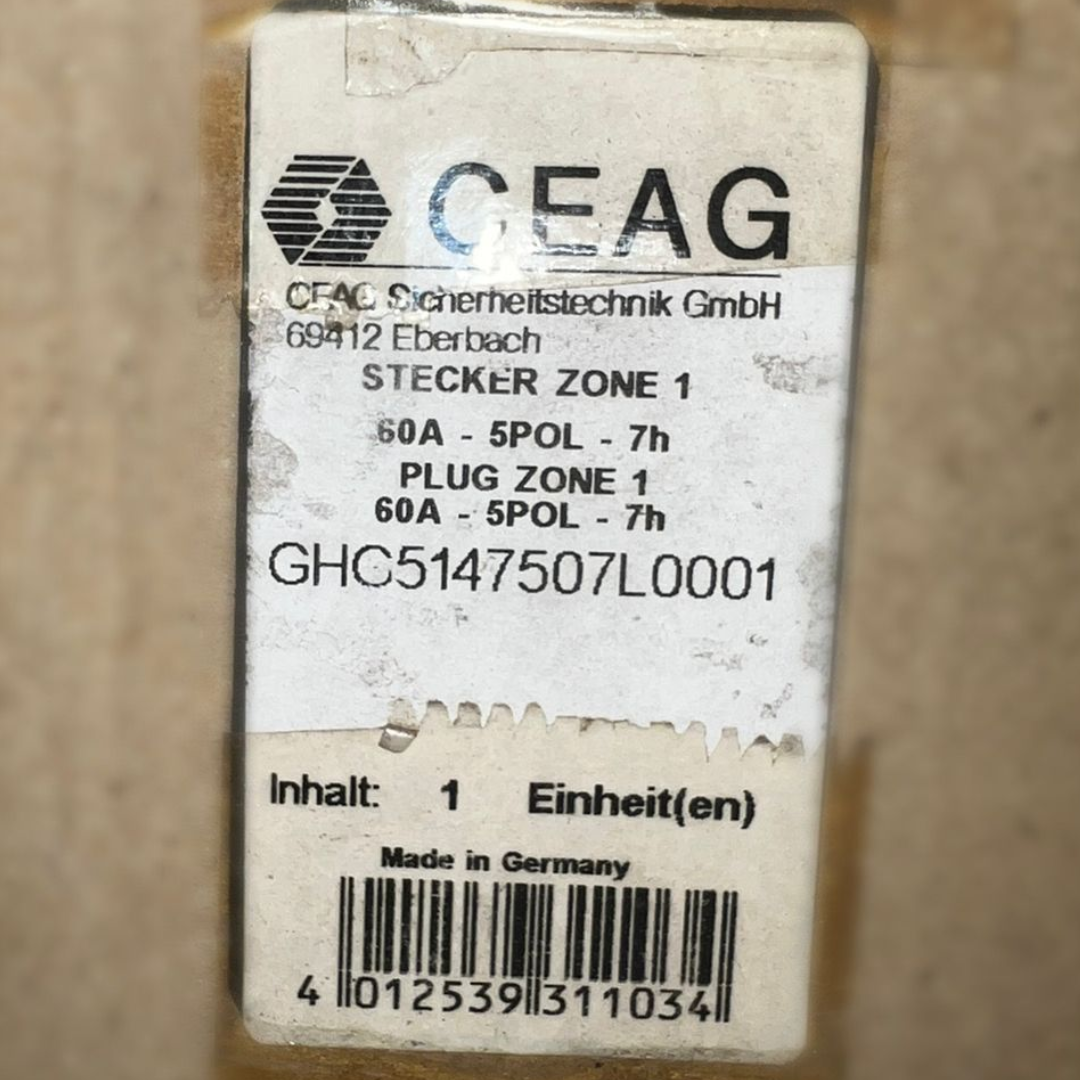 CEAG
CEAG Sicherheitstechnik GmbH
69412 Eberbach
STECKER ZONE 1
60A - 5POL - 7h
PLUG ZONE 1
60A - 5POL - 7h
GHC5147507L0001
Inhalt: 1 Einheit(en)
Made in Germany
4 012539 311034